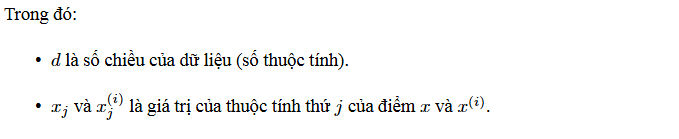 Trong đó:
• d là số chiều của dữ liệu (số thuộc tính).
• x_j và x_j^{(i)} là giá trị của thuộc tính thứ j của điểm x và x^{(i)}.